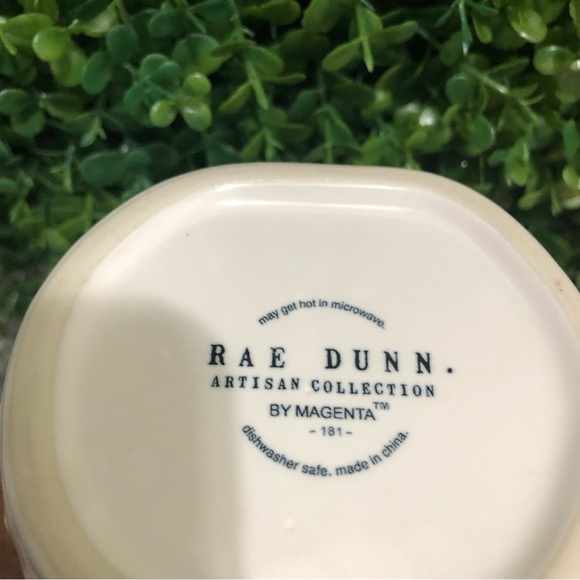 may get hot in microwave.
RAE DUNN.
ARTISAN COLLECTION
BY MAGENTA™
- 181 -
dishwasher safe. made in china.